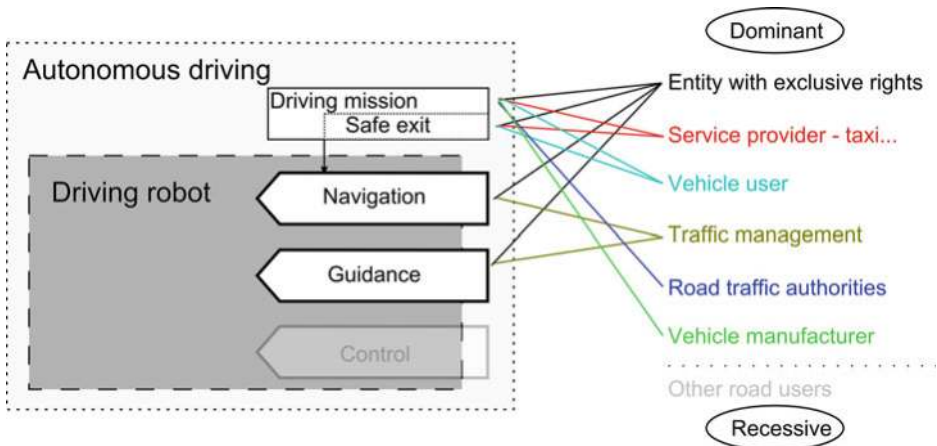 Dominant
Autonomous driving
Driving mission
Safe exit
Driving robot
Navigation
Guidance
Control
Entity with exclusive rights
Service provider - taxi...
Vehicle user
Traffic management
Road traffic authorities
Vehicle manufacturer
Other road users
Recessive